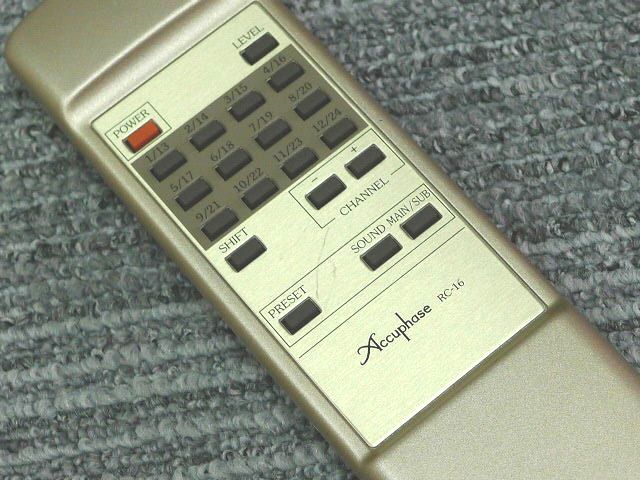 LEVEL
POWER
1/13 2/14 3/15 4/16
5/17 6/18 7/19 8/20
9/21 10/22 11/23 12/24
SHIFT
- +
CHANNEL
SOUND MAIN/SUB
PRESET
Accuphase RC-16